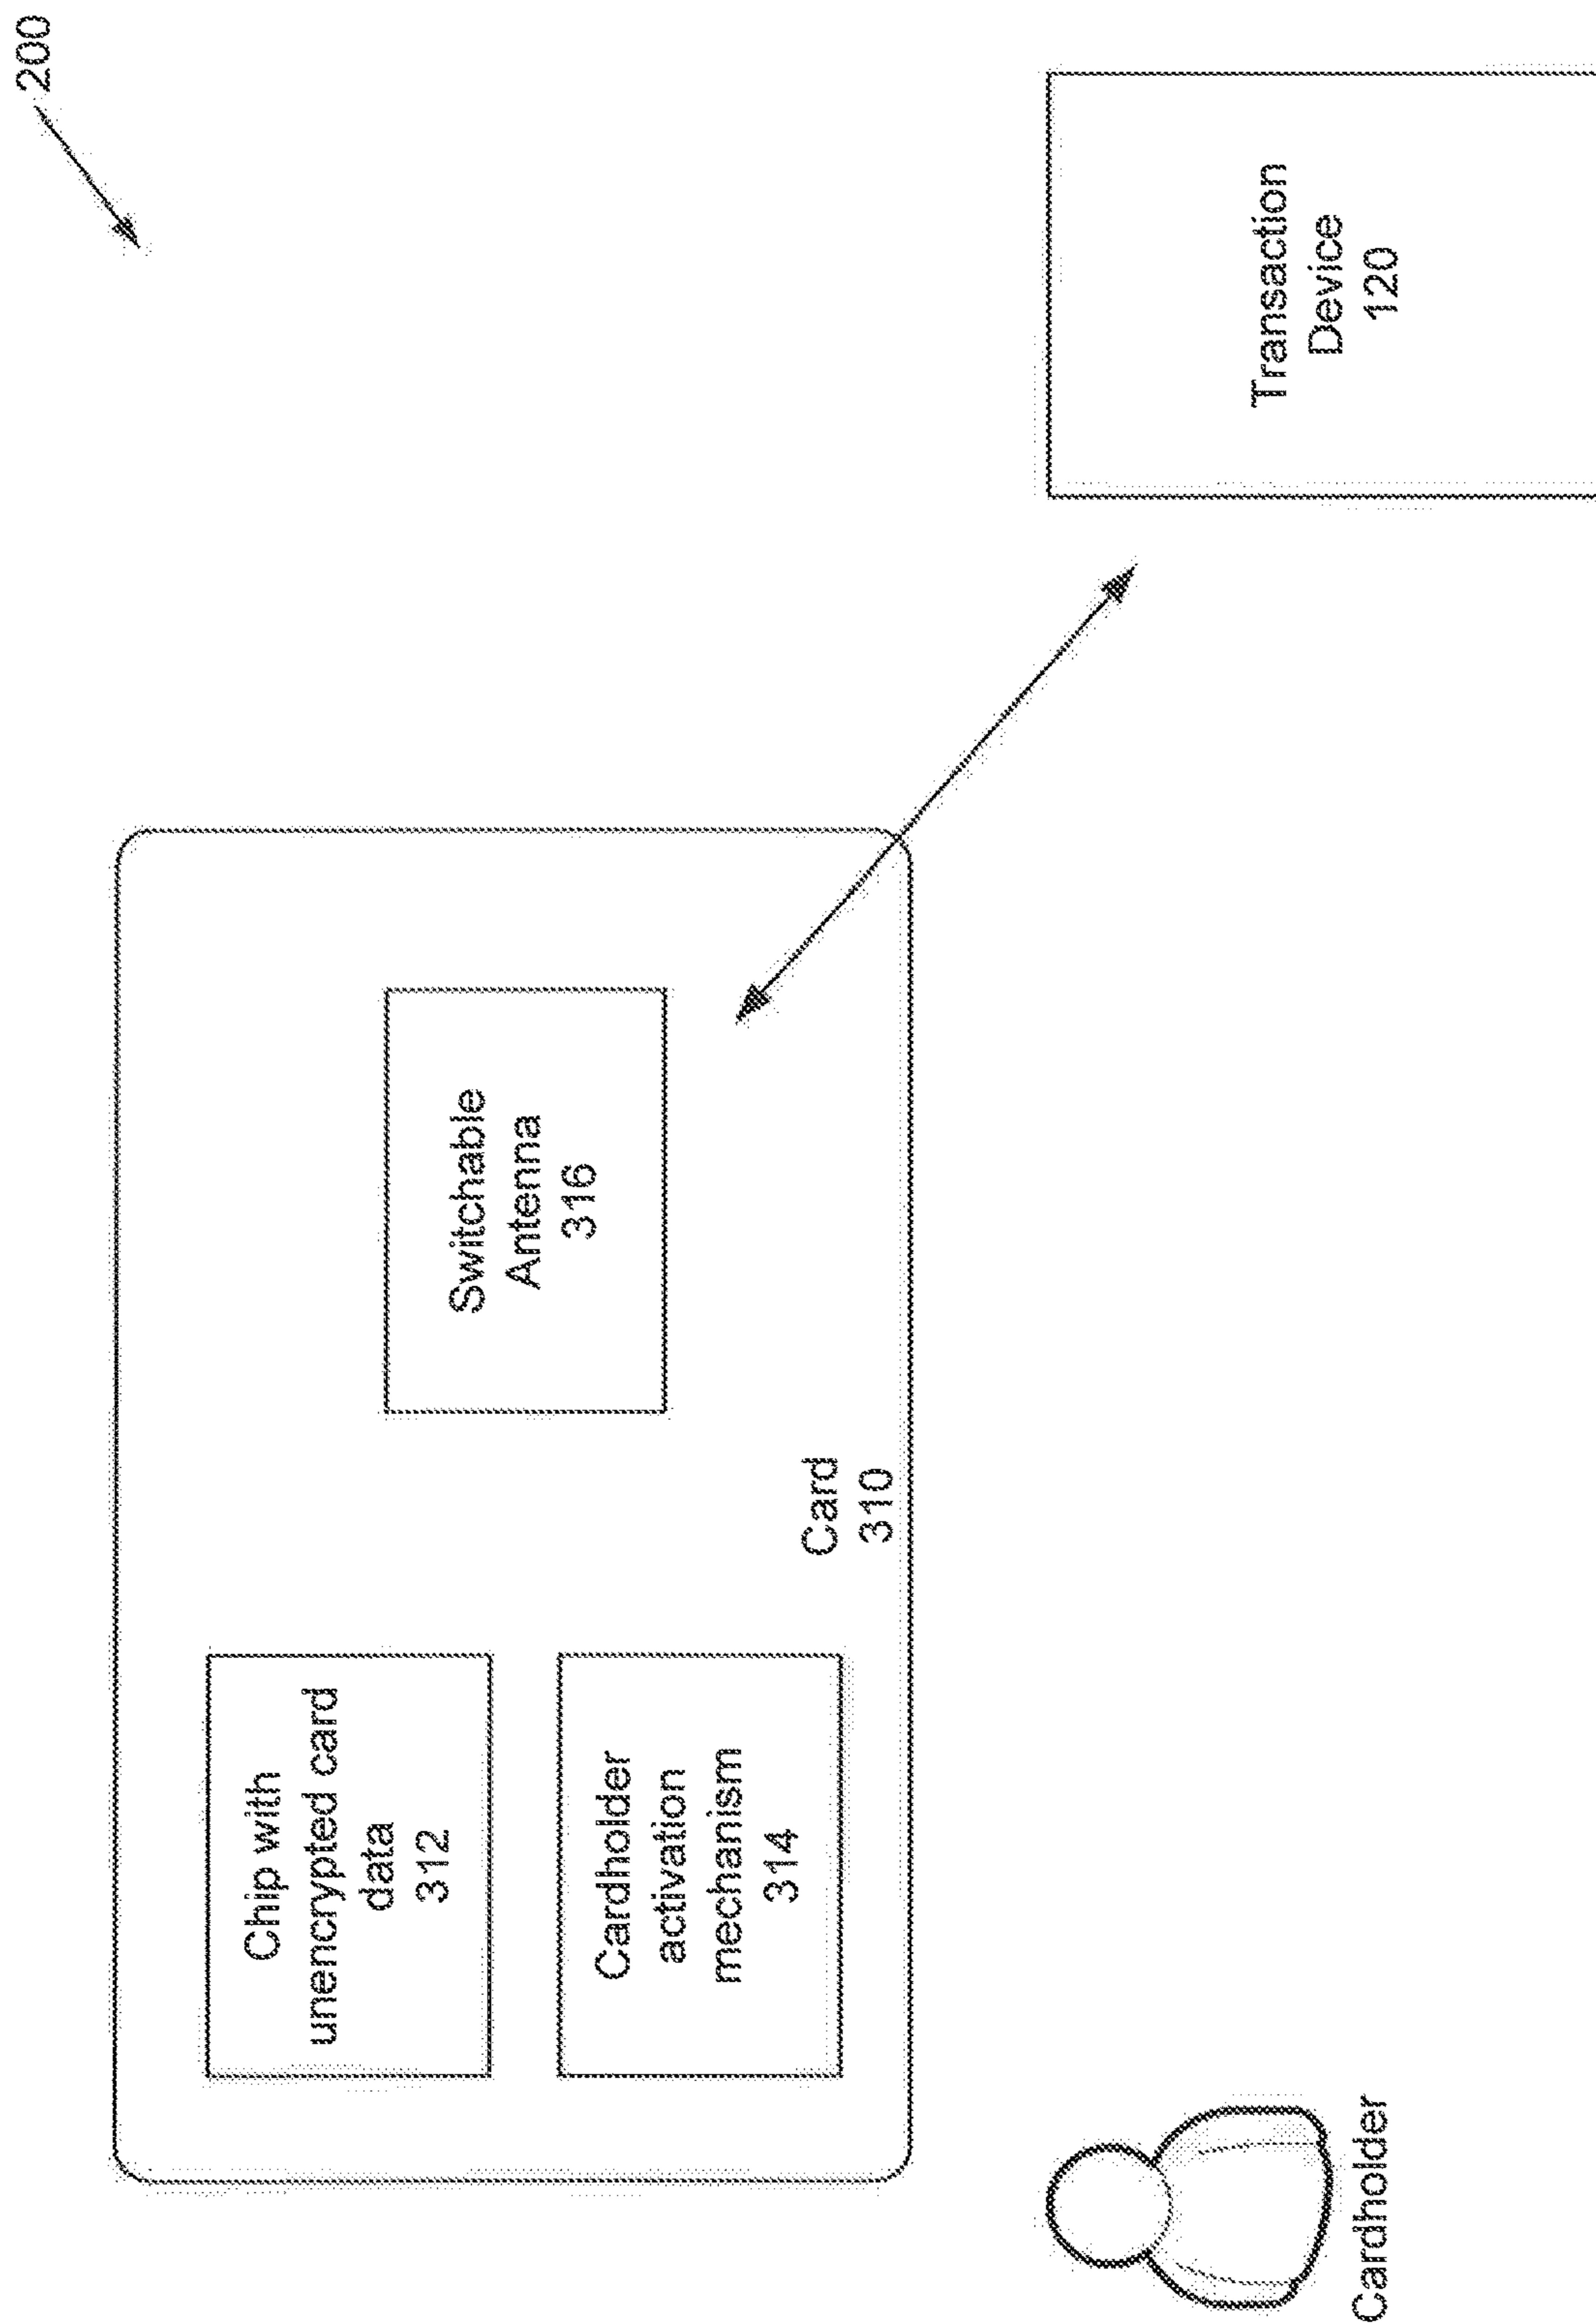 200
Chip with
unencrypted card
data
312
Switchable
Antenna
316
Cardholder
activation
mechanism
314
Card
310
Transaction
Device
120
Cardholder